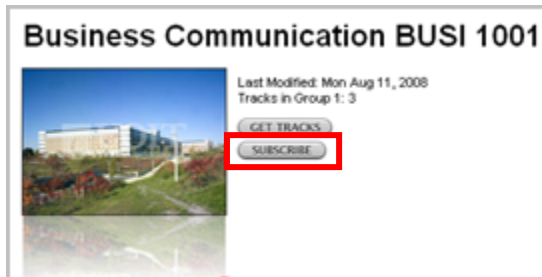 Business Communication BUSI 1001
Last Modified: Mon Aug 11, 2008
Tracks in Group 1: 3
GET TRACKS
SUBSCRIBE